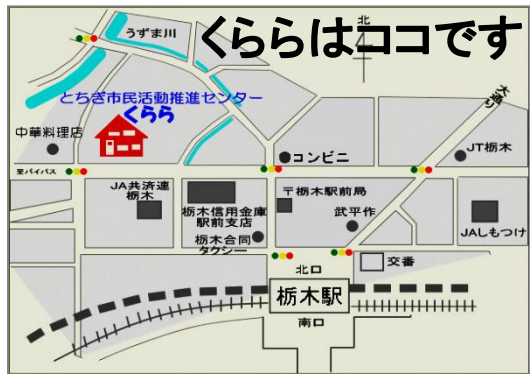 くららはココです
北
うずま川
大通り
とちぎ市民活動推進センター
くらら
中華料理店
コンビニ
JT栃木
至バイパス
JA共済連
栃木
栃木信用金庫
駅前支店
〒栃木駅前局
武平作
JAしもつけ
栃木合同
タクシー
交番
北口
栃木駅
南口